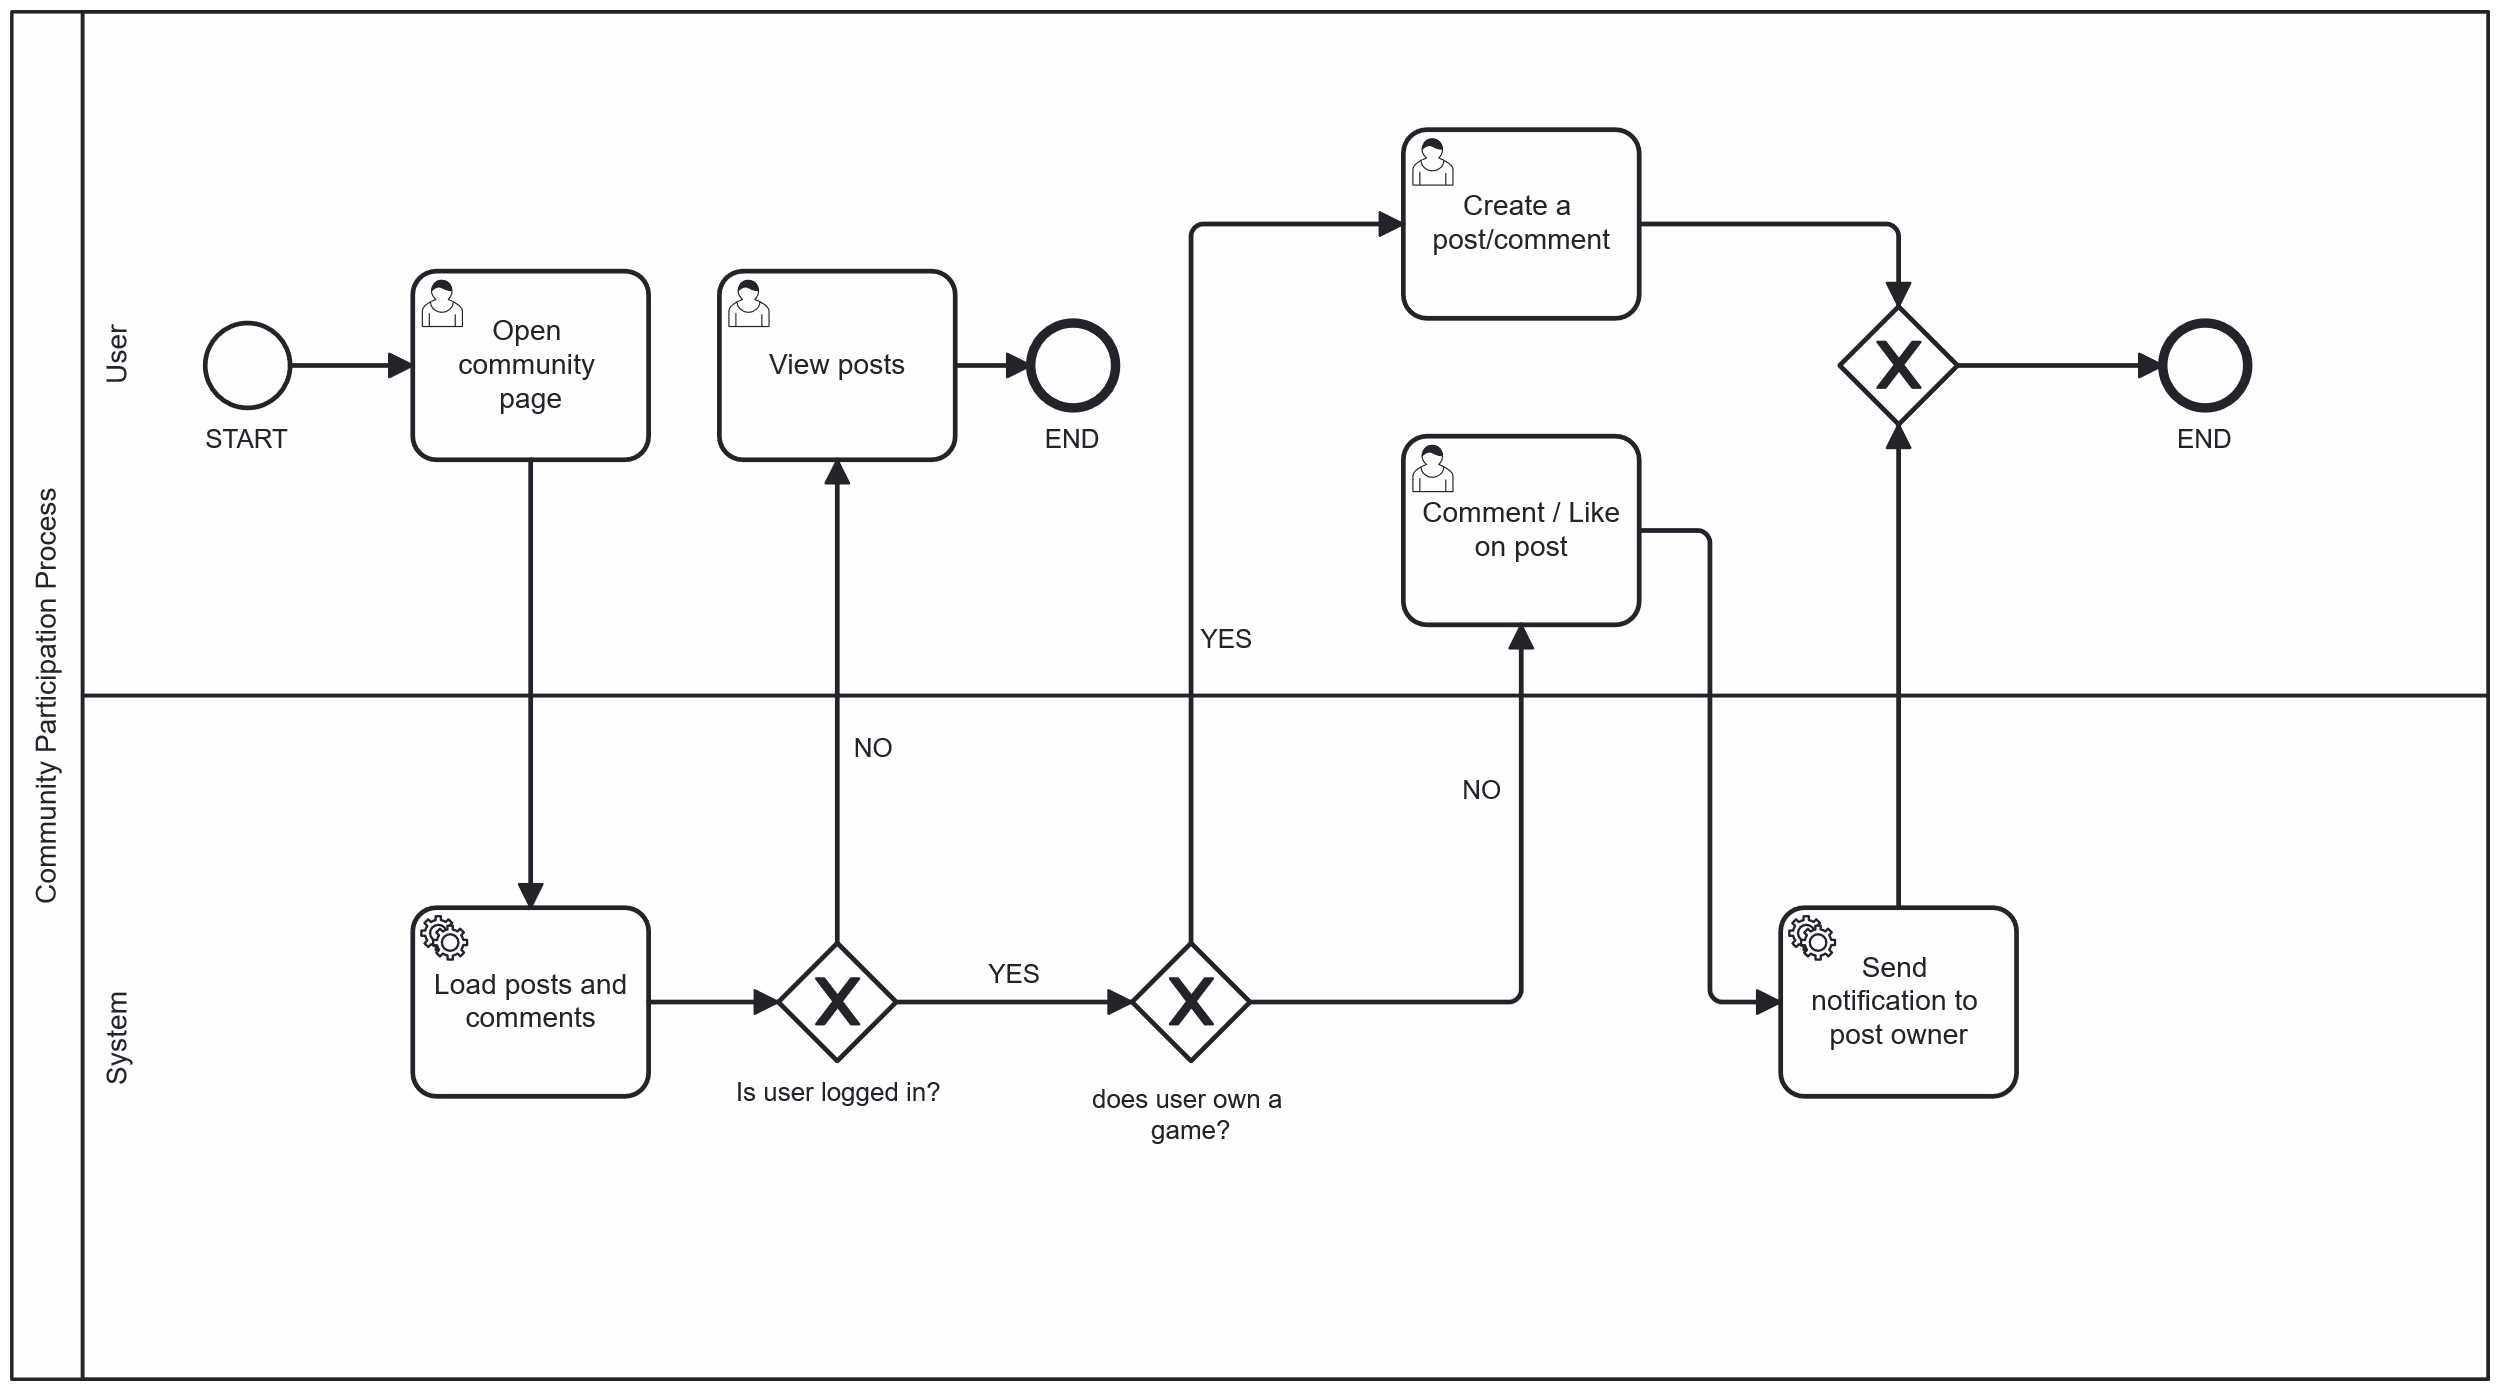 Community Participation Process
User
START
Open
community
page
View posts
END
Create a
post/comment
Comment / Like
on post
END
YES
NO
NO
System
Load posts and
comments
Is user logged in?
YES
does user own a
game?
Send
notification to
post owner